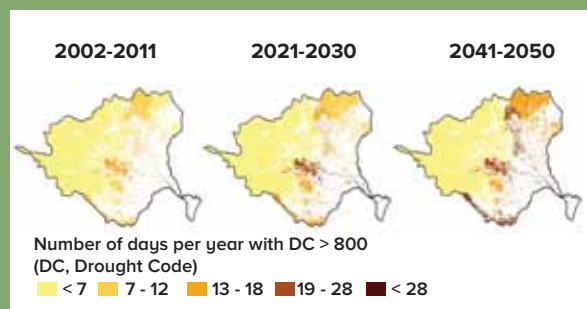 2002-2011 2021-2030 2041-2050
Number of days per year with DC > 800
(DC, Drought Code)
< 7 7 - 12 13 - 18 19 - 28 < 28